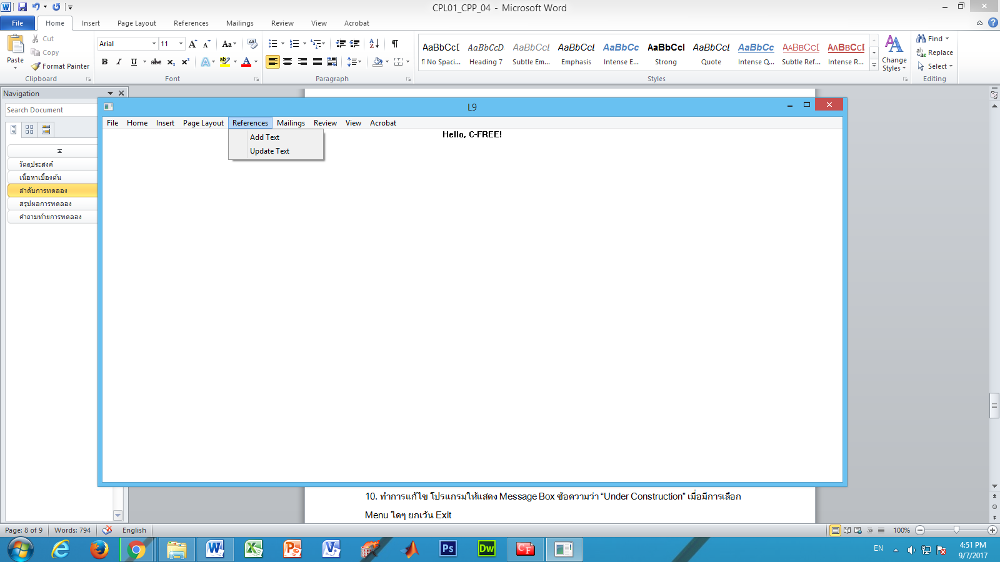 CPL01_CPP_04 - Microsoft Word
File Home Insert Page Layout References Mailings Review View Acrobat
Paste
Cut
Copy
Format Painter
Clipboard
Arial 11
Font
Paragraph
AaBbCcD AaBbCcD AaBbCcL AaBbCcL AaBbCc AaBbCcI AaBbCcL AaBbCc AaBbCcD AaBbCcD
¶ No Spaci... Heading 7 Subtle Em... Emphasis Intense E... Strong Quote Intense Q... Subtle Ref... Intense R...
Styles
Change Styles
Find
Replace
Select
Editing
Navigation
Search Document
วัตถุประสงค์
เนื้อหาเบื้องต้น
ลำดับการทดลอง
สรุปผลการทดลอง
คำถามท้ายการทดลอง
L9
File Home Insert Page Layout References Mailings Review View Acrobat
Add Text
Update Text
Hello, C-FREE!
10. ทำการแก้ไข โปรแกรมให้แสดง Message Box ข้อความว่า “Under Construction” เมื่อมีการเลือก
Menu ใดๆ ยกเว้น Exit
Page: 8 of 9 Words: 794 English 100%
EN
4:51 PM
9/7/2017